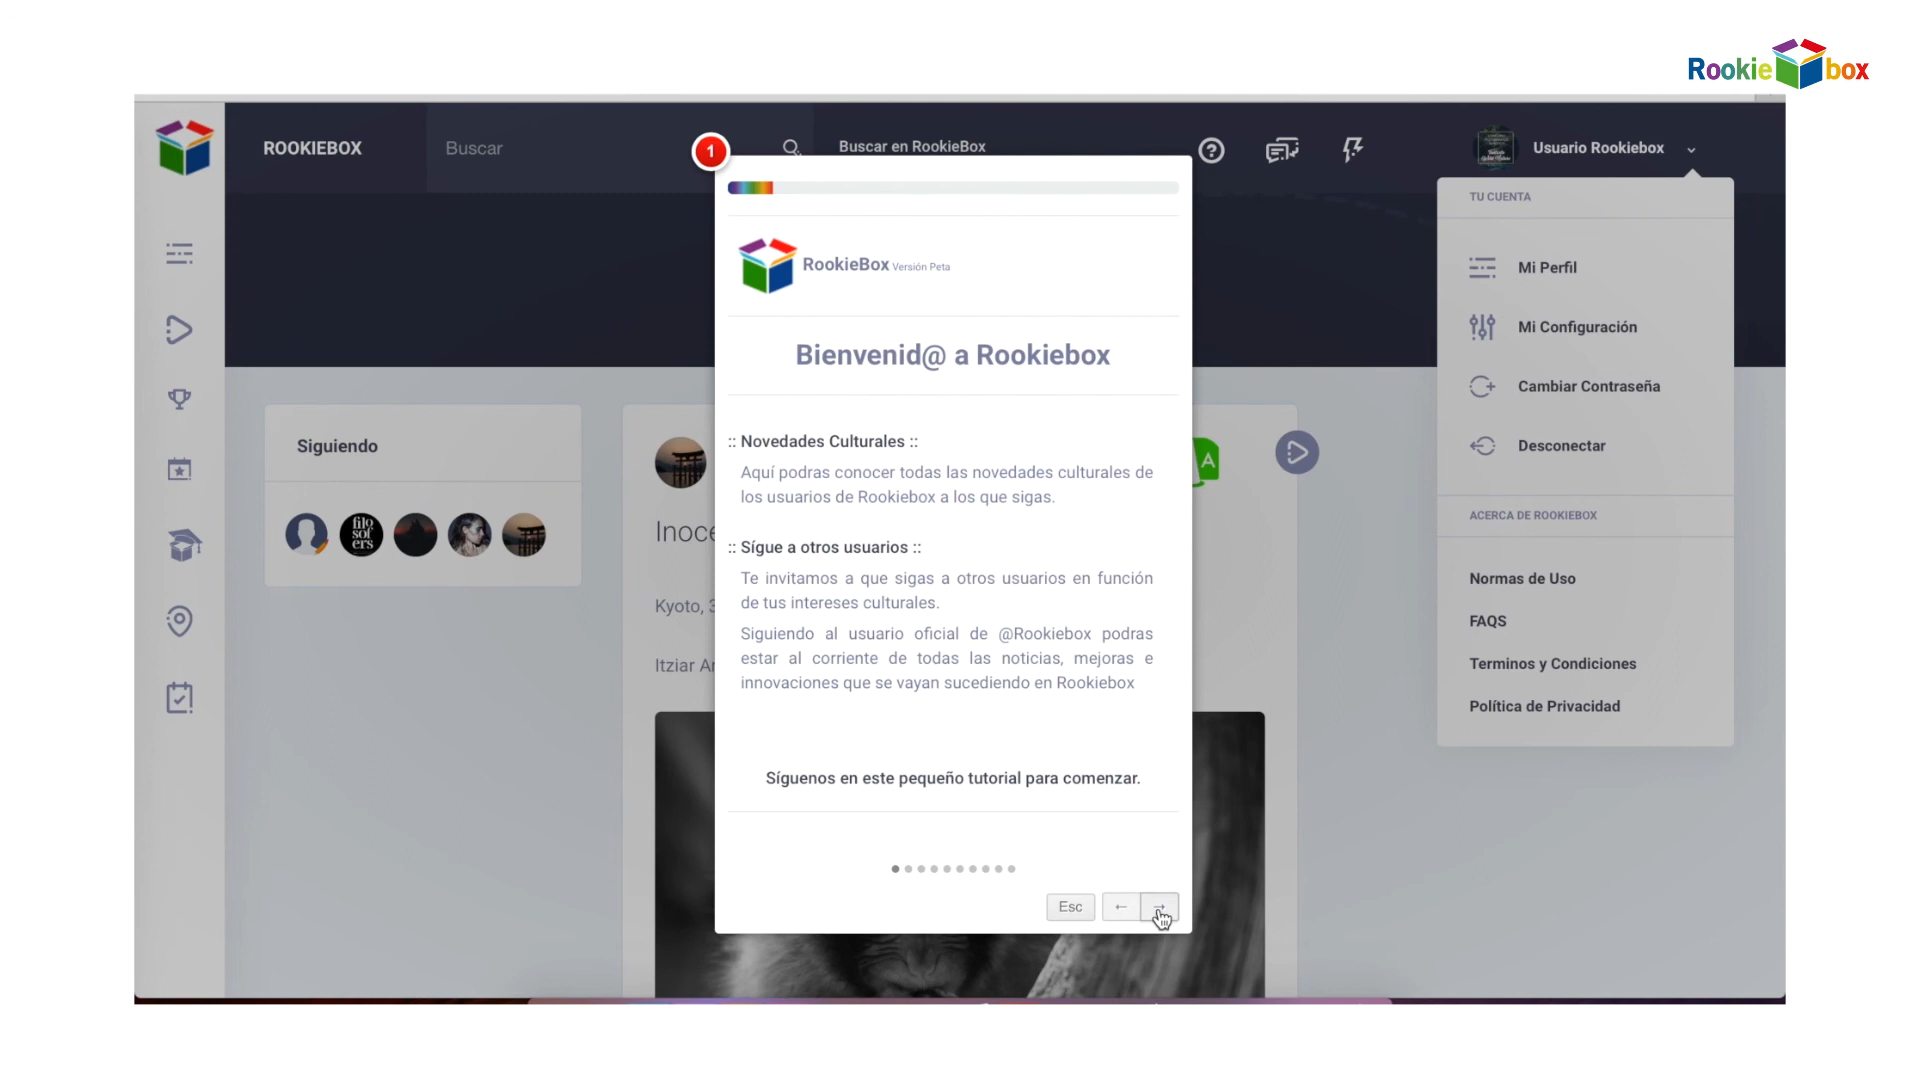 Rookie box
ROOKIEBOX
Buscar
Buscar en RookieBox
Usuario Rookiebox
1
RookieBox Versión Peta
Bienvenid@ a Rookiebox
:: Novedades Culturales ::
Aquí podras conocer todas las novedades culturales de
los usuarios de Rookiebox a los que sigas.
:: Sígue a otros usuarios ::
Te invitamos a que sigas a otros usuarios en función
de tus intereses culturales.
Siguiendo al usuario oficial de @Rookiebox podras
estar al corriente de todas las noticias, mejoras e
innovaciones que se vayan sucediendo en Rookiebox
Síguenos en este pequeño tutorial para comenzar.
Esc ← →
Siguiendo
filo
sof
ers
Inoce
Kyoto, 3
Itziar Ar
A
TU CUENTA
Mi Perfil
Mi Configuración
Cambiar Contraseña
Desconectar
ACERCA DE ROOKIEBOX
Normas de Uso
FAQS
Terminos y Condiciones
Política de Privacidad